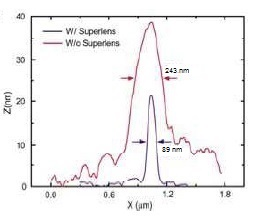 40
W/ Superlens
W/o Superlens
30
243 nm
Z(nm)
20
10
89 nm
0
0.0 0.6 1.2 1.8
X (μm)